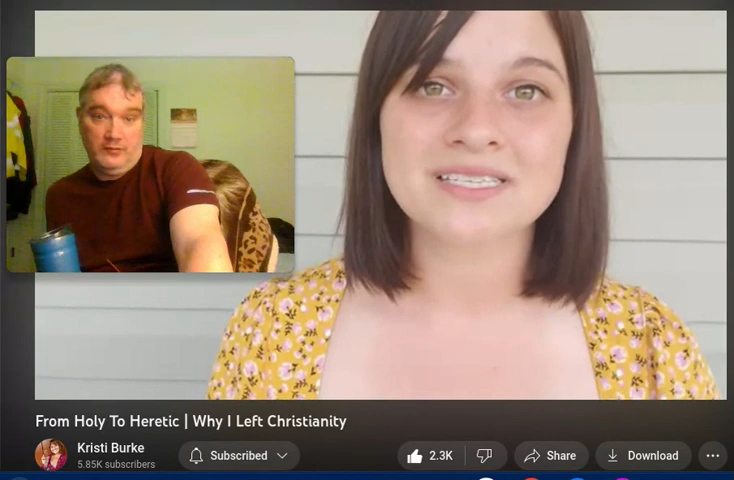 From Holy To Heretic | Why I Left Christianity
Kristi Burke
5.85K subscribers
Subscribed
2.3K
Share
Download